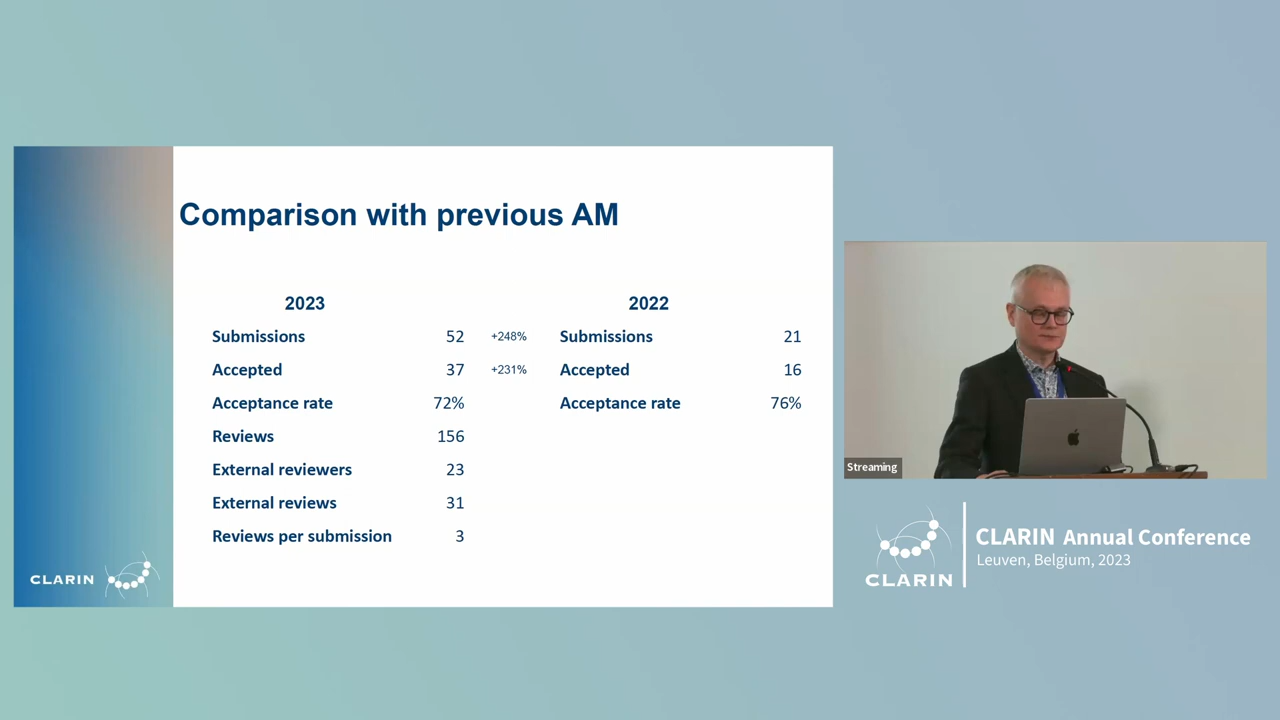 Comparison with previous AM
2023
2022
Submissions 52 +248% Submissions 21
Accepted 37 +231% Accepted 16
Acceptance rate 72% Acceptance rate 76%
Reviews 156
External reviewers 23
External reviews 31
Reviews per submission 3
CLARIN
Streaming
CLARIN
CLARIN Annual Conference
Leuven, Belgium, 2023